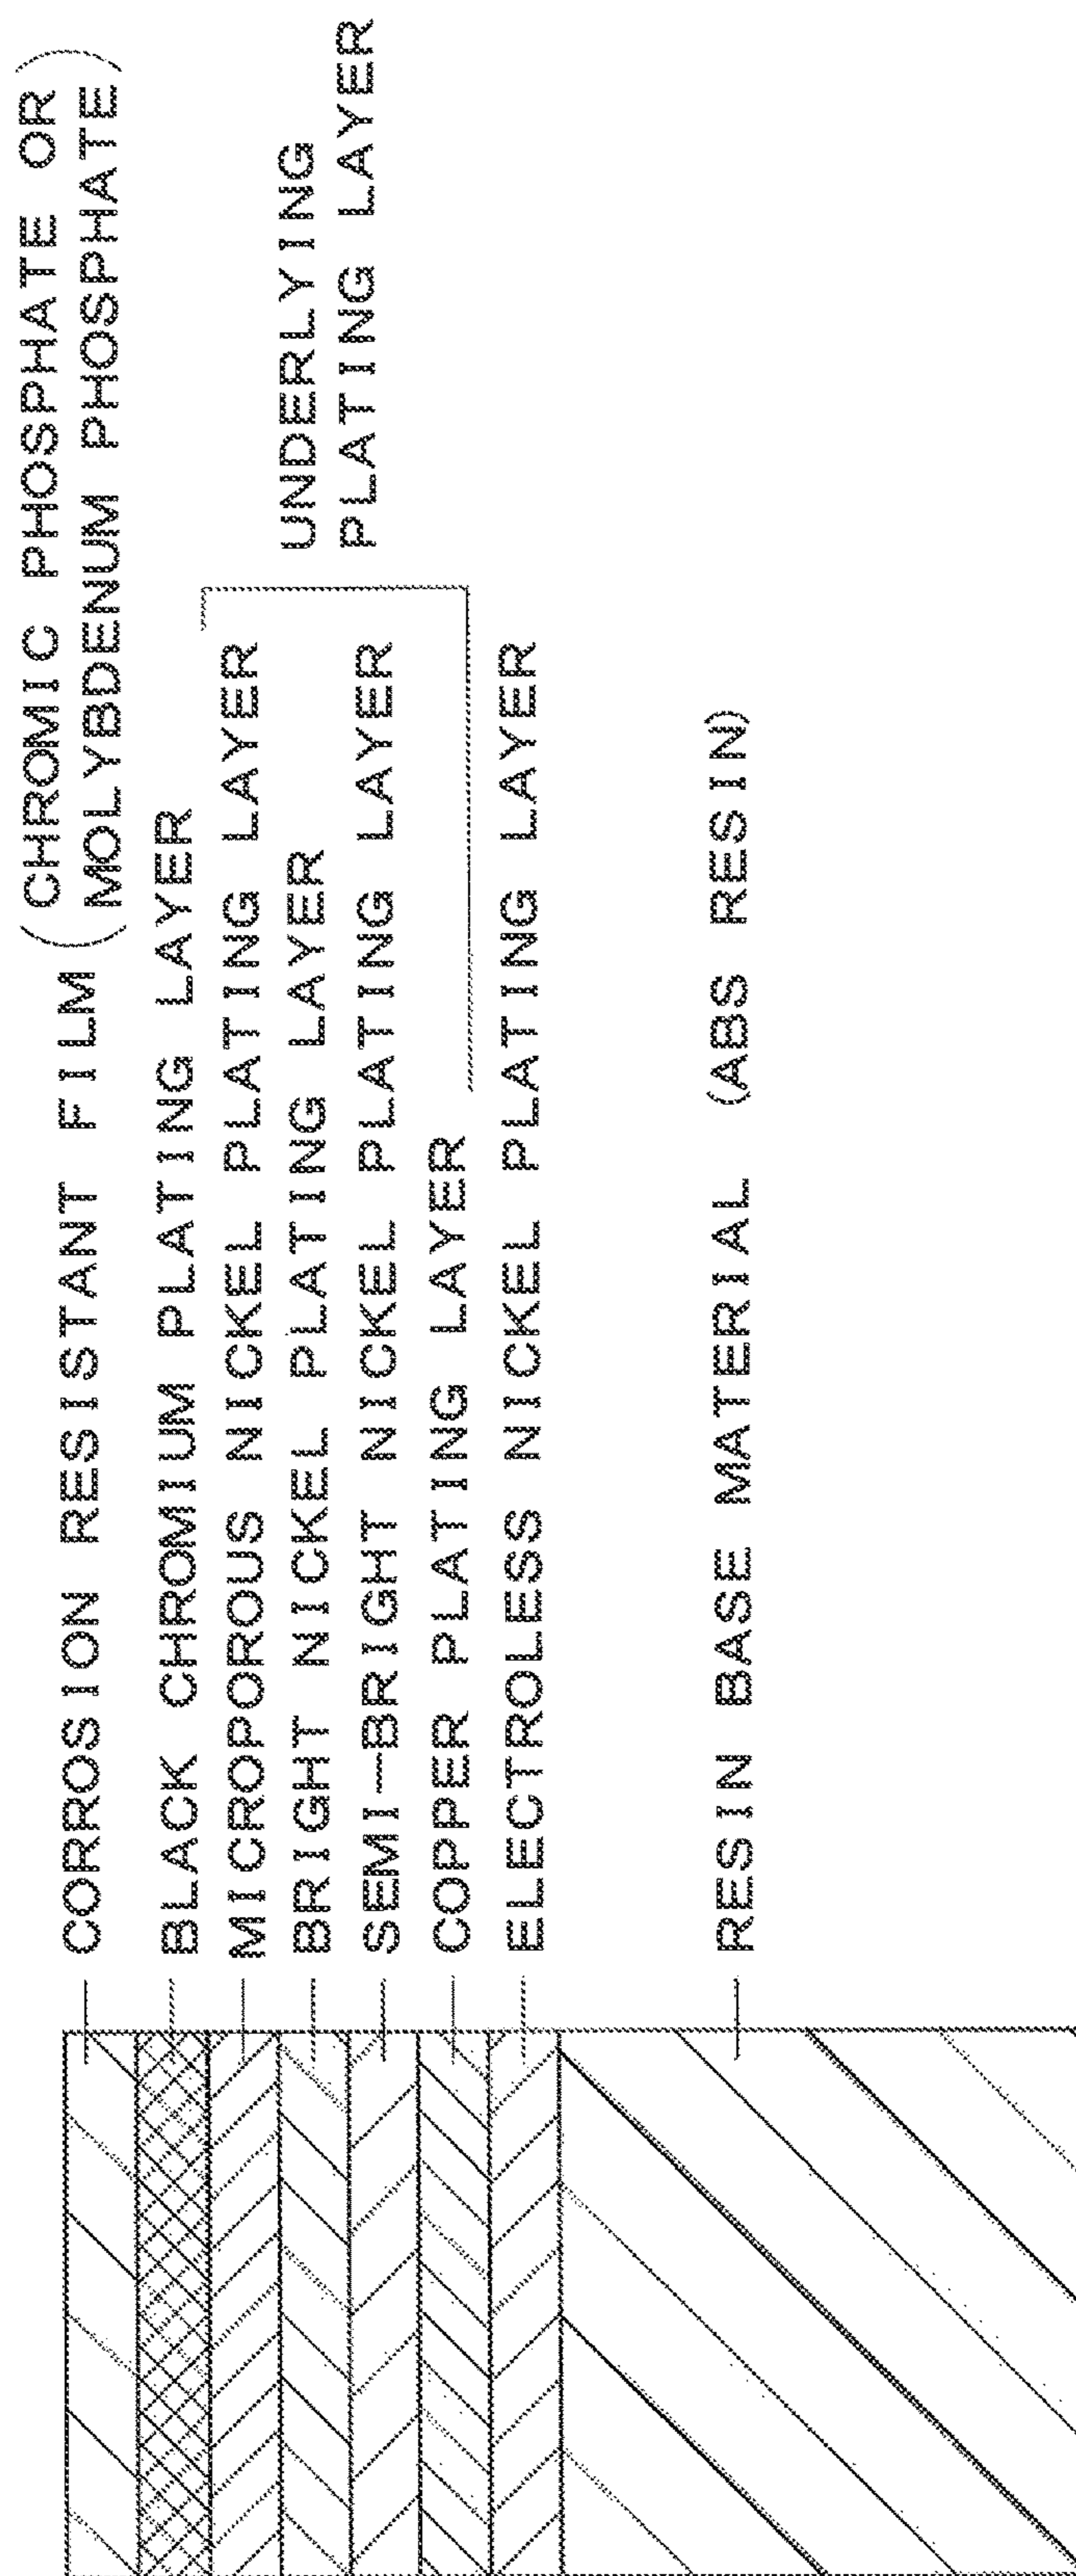 CORROSION RESISTANT FILM (CHROMIC PHOSPHATE OR
MOLYBDENUM PHOSPHATE)
BLACK CHROMIUM PLATING LAYER
MICROPOROUS NICKEL PLATING LAYER
BRIGHT NICKEL PLATING LAYER
SEMI-BRIGHT NICKEL PLATING LAYER
COPPER PLATING LAYER
UNDERLYING
PLATING LAYER
ELECTROLESS NICKEL PLATING LAYER
RESIN BASE MATERIAL (ABS RESIN)